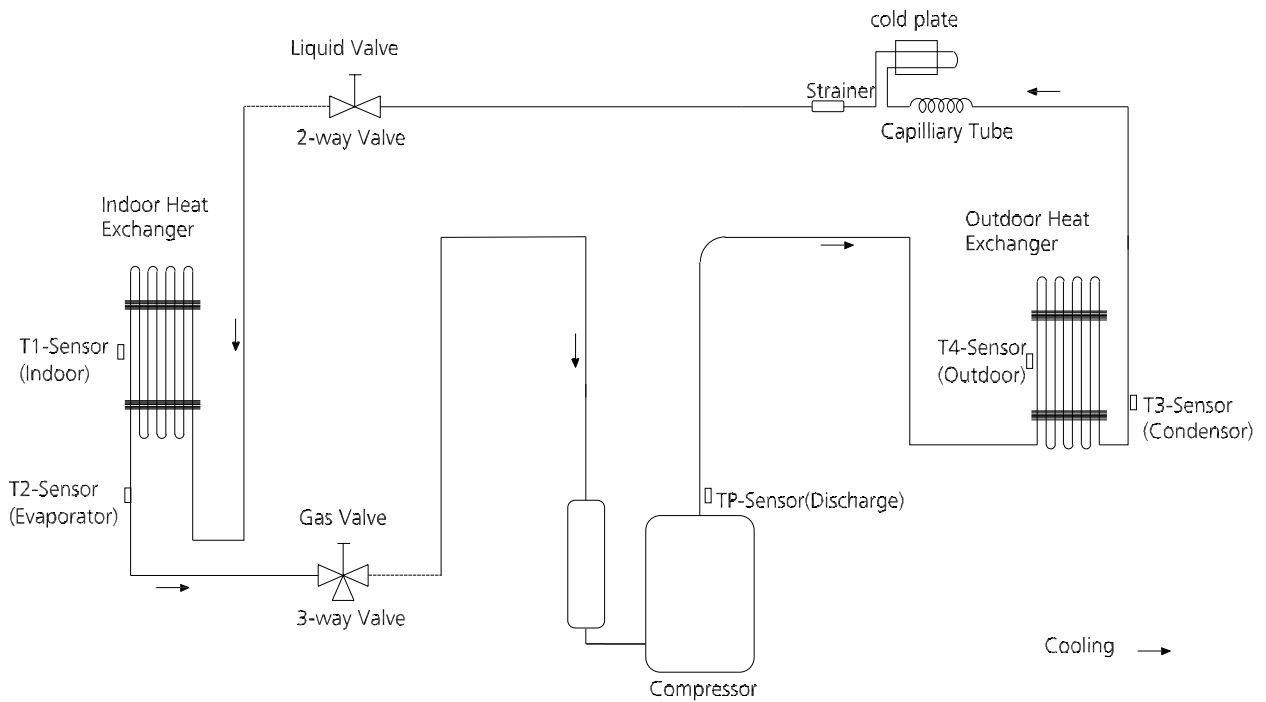 cold plate
Liquid Valve
Strainer
2-way Valve
Capilliary Tube
Indoor Heat
Exchanger
Outdoor Heat
Exchanger
T1-Sensor
(Indoor)
T4-Sensor
(Outdoor)
T3-Sensor
(Condensor)
T2-Sensor
(Evaporator)
TP-Sensor(Discharge)
Gas Valve
3-way Valve
Cooling
Compressor